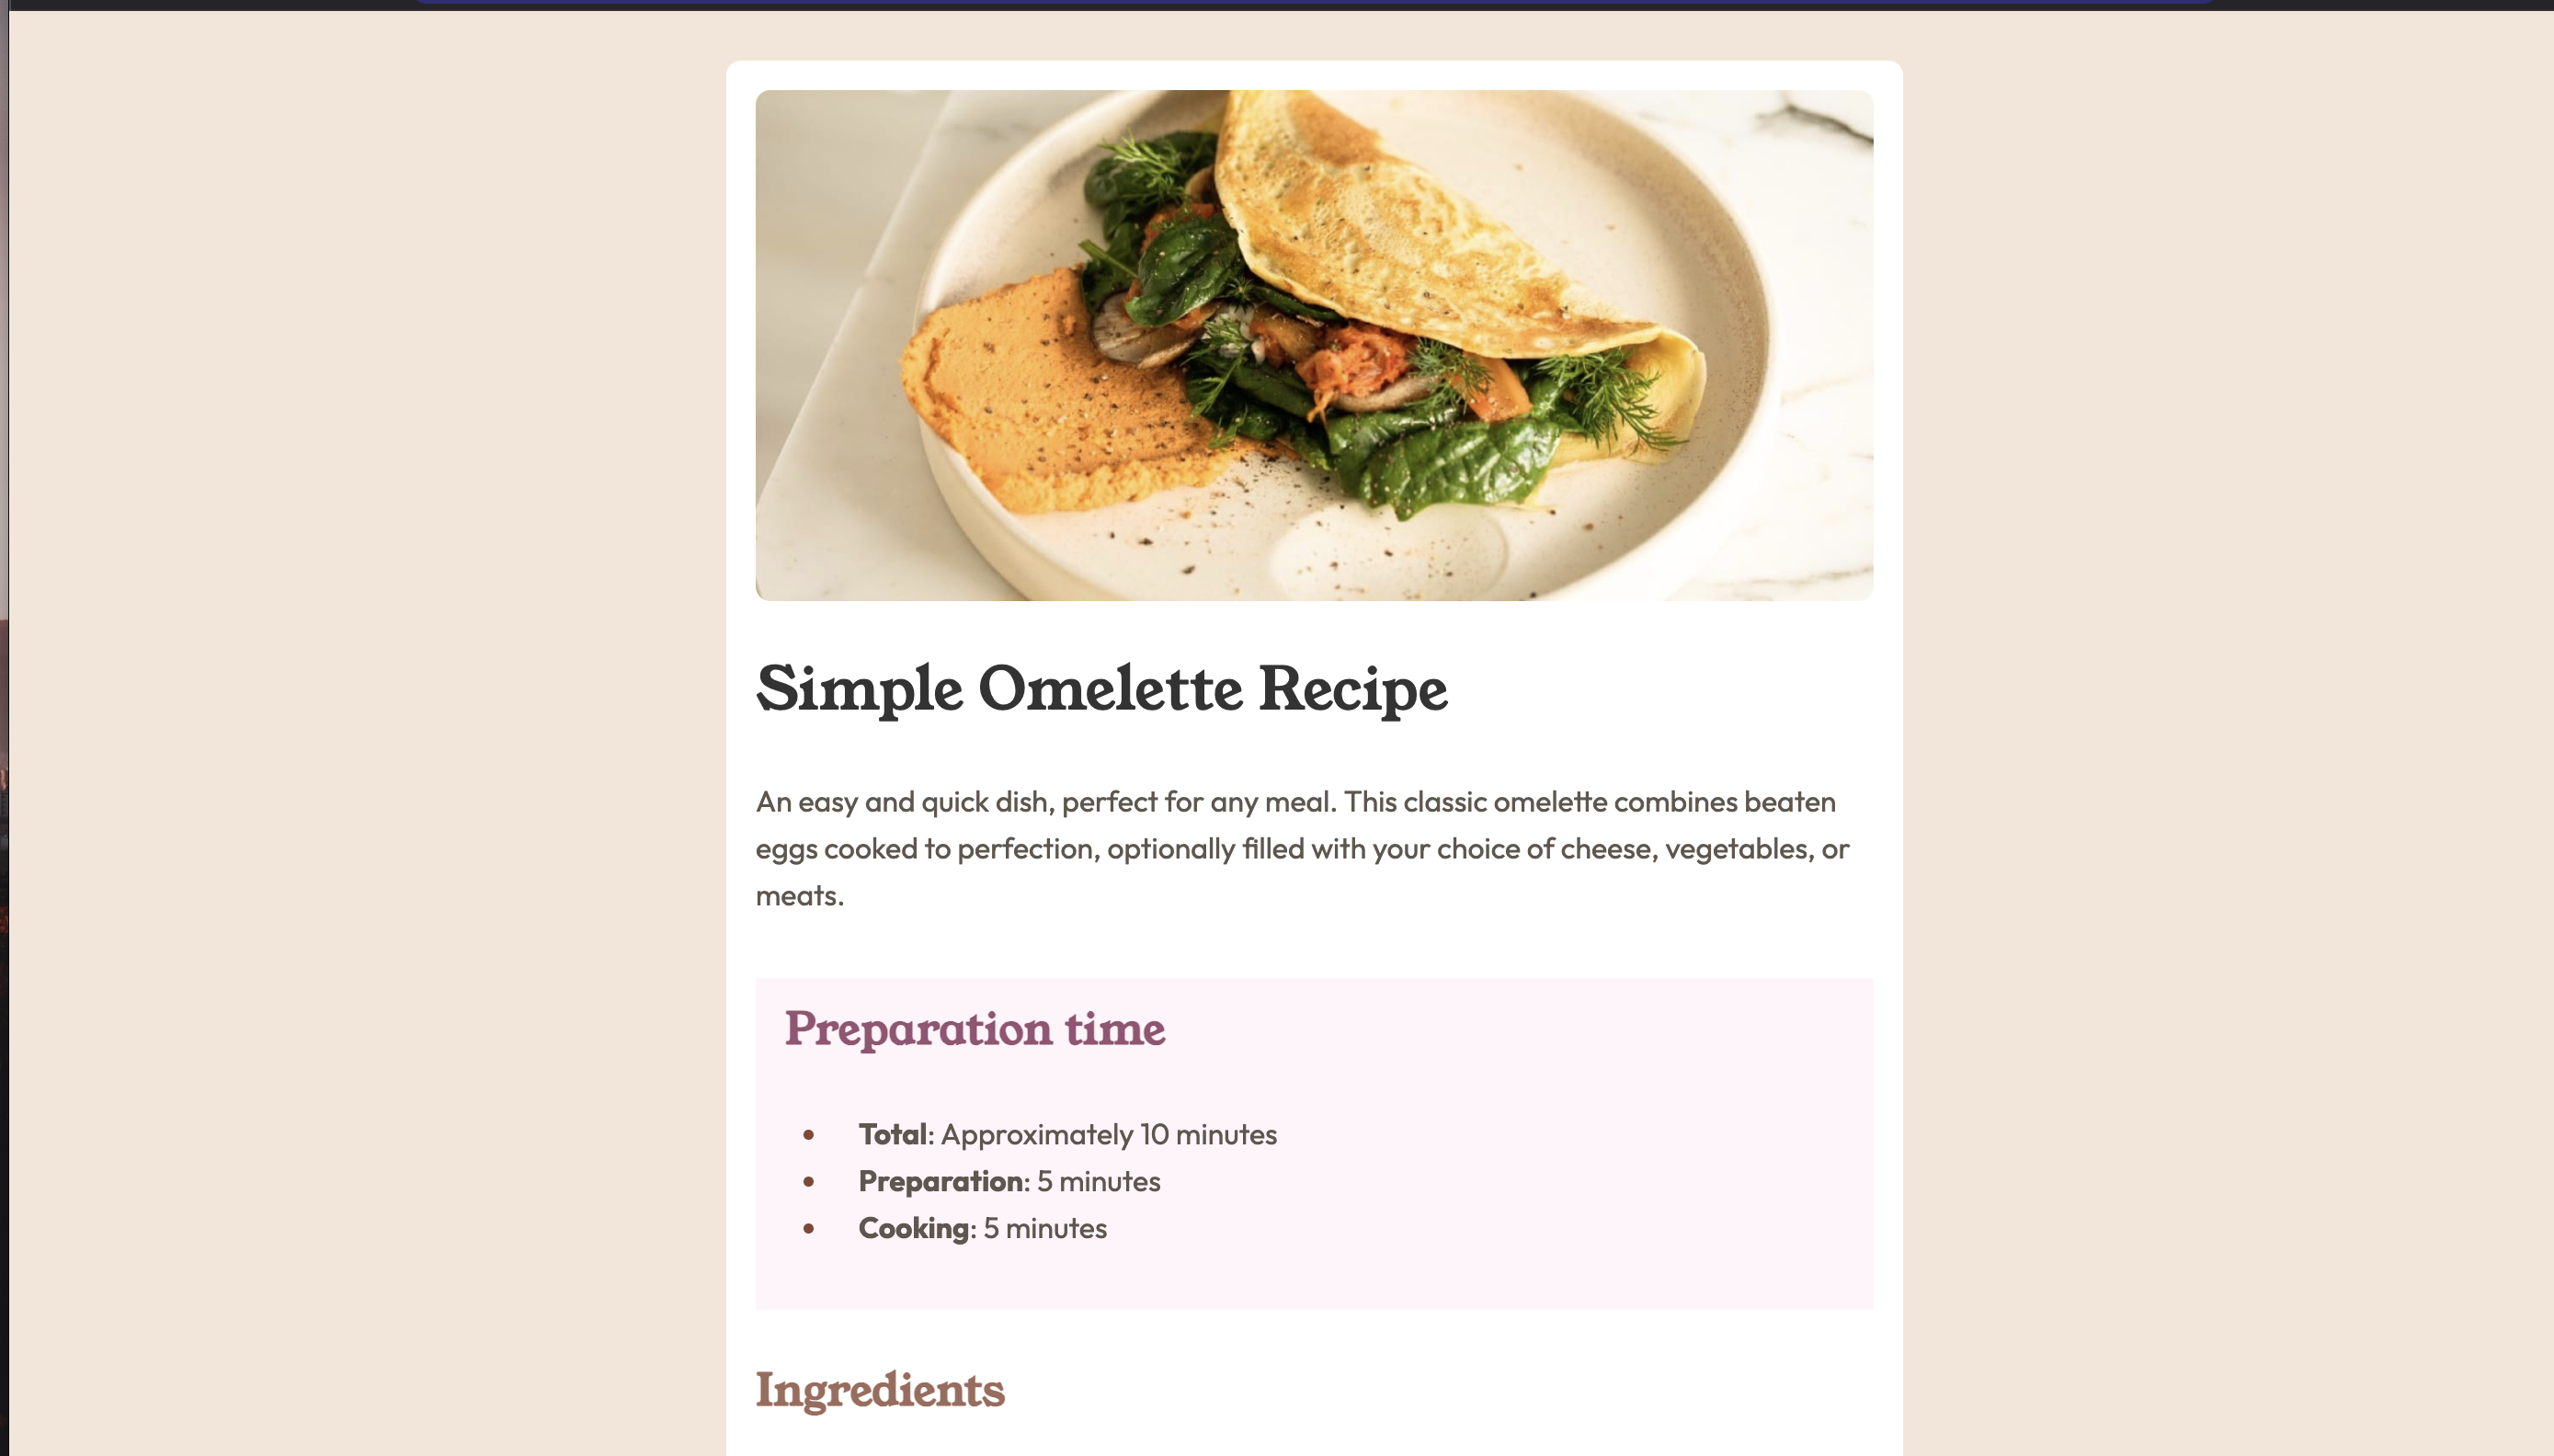 Simple Omelette Recipe
An easy and quick dish, perfect for any meal. This classic omelette combines beaten
eggs cooked to perfection, optionally filled with your choice of cheese, vegetables, or
meats.
Preparation time
• Total: Approximately 10 minutes
• Preparation: 5 minutes
• Cooking: 5 minutes
Ingredients